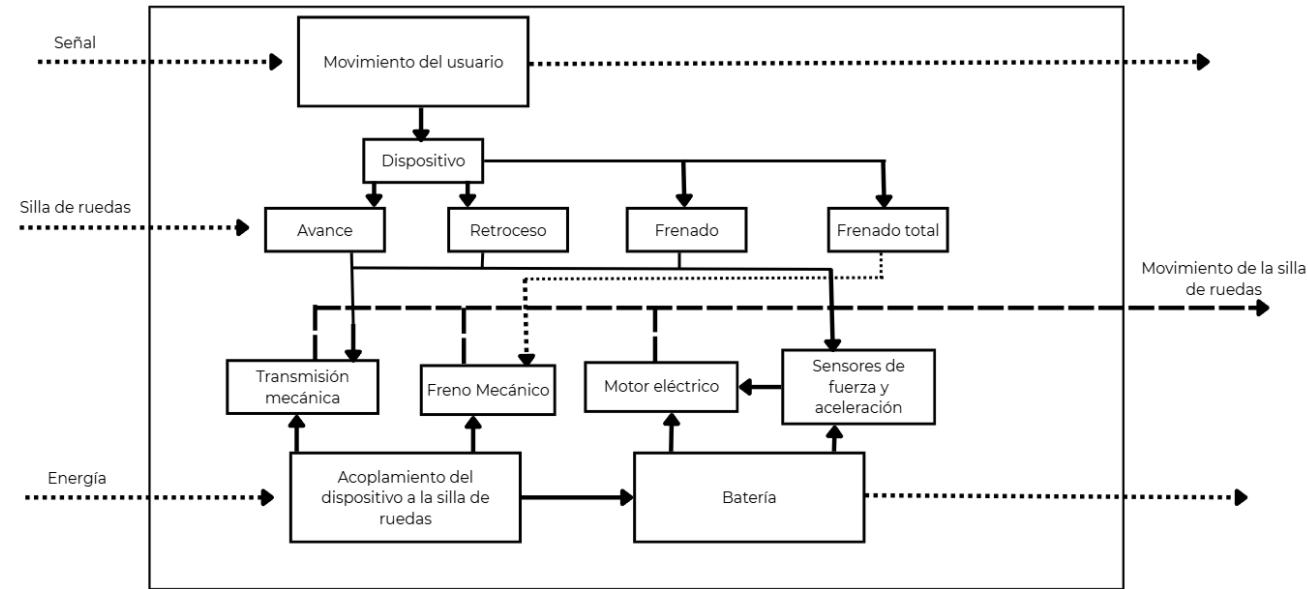 Señal
Movimiento del usuario
Dispositivo
Silla de ruedas
Avance
Retroceso
Frenado
Frenado total
Movimiento de la silla
de ruedas
Transmisión
mecánica
Freno Mecánico
Motor eléctrico
Sensores de
fuerza y
aceleración
Energía
Acoplamiento del
dispositivo a la silla de
ruedas
Batería